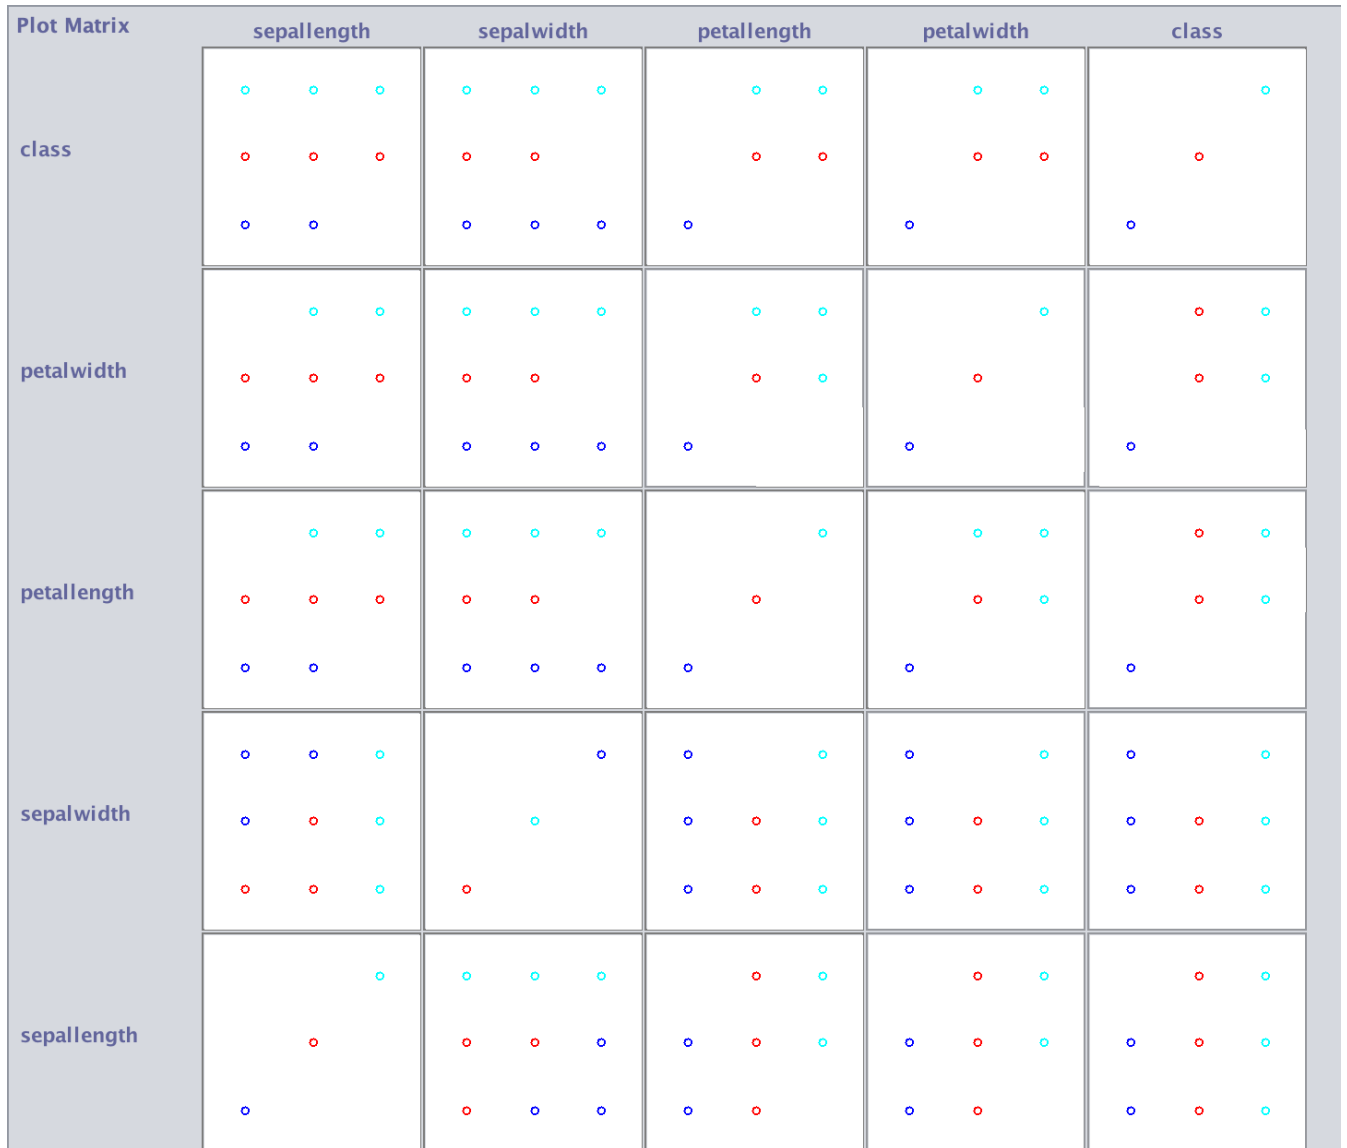 Plot Matrix
sepallength sepalwidth petallength petalwidth class
class
petalwidth
petallength
sepalwidth
sepallength